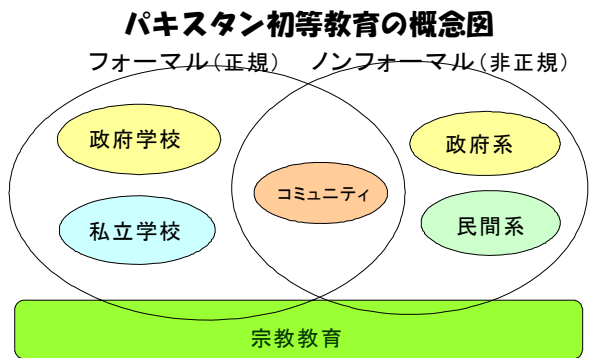 パキスタン初等教育の概念図
フォーマル(正規) ノンフォーマル(非正規)
政府学校
政府系
コミュニティ
私立学校
民間系
宗教教育